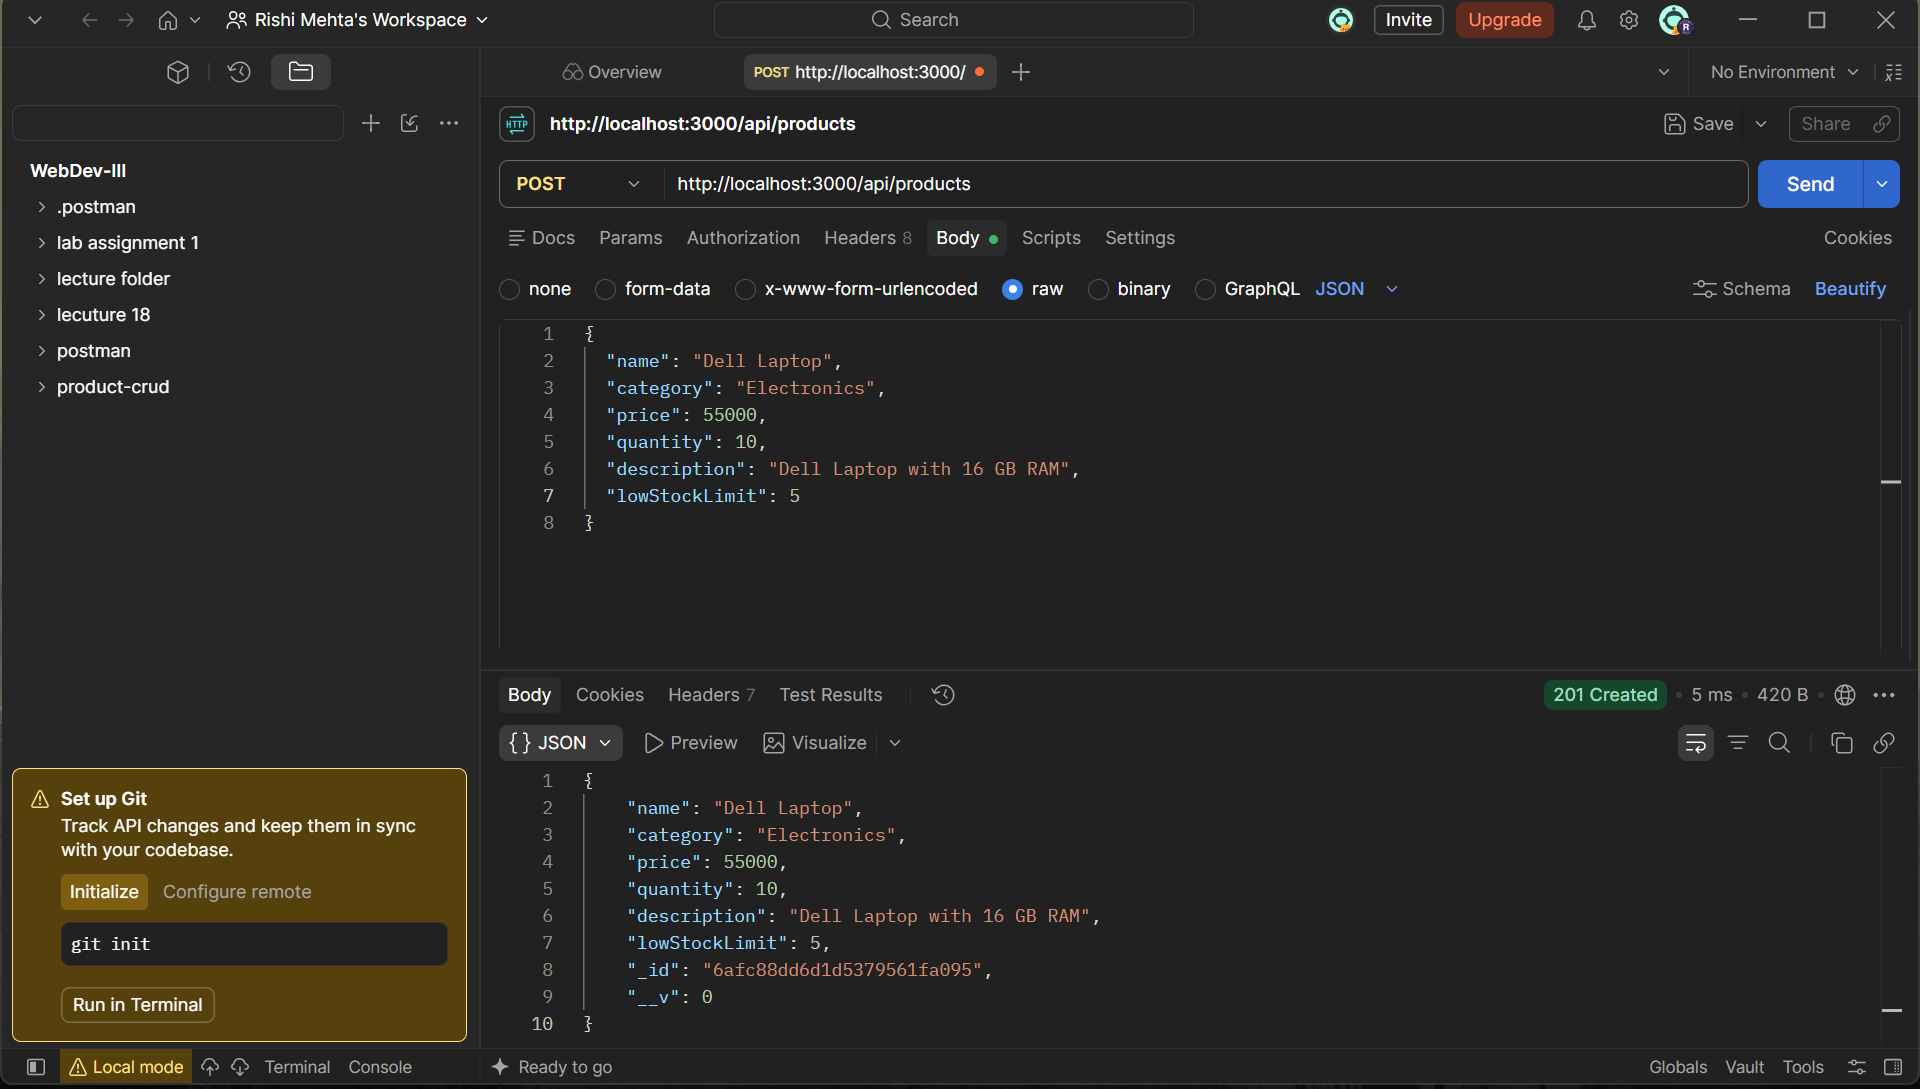 Rishi Mehta's Workspace
Search
Invite
Upgrade
R
Overview
POST http://localhost:3000/
No Environment
HTTP http://localhost:3000/api/products
Save
Share
WebDev-III
.postman
lab assignment 1
lecture folder
lecuture 18
postman
product-crud
POST http://localhost:3000/api/products
Send
Docs Params Authorization Headers 8 Body Scripts Settings
Cookies
none form-data x-www-form-urlencoded raw binary GraphQL JSON
Schema Beautify
1 {
2 "name": "Dell Laptop",
3 "category": "Electronics",
4 "price": 55000,
5 "quantity": 10,
6 "description": "Dell Laptop with 16 GB RAM",
7 "lowStockLimit": 5
8 }
Body Cookies Headers 7 Test Results
201 Created • 5 ms • 420 B •
{} JSON Preview Visualize
1 {
2 "name": "Dell Laptop",
3 "category": "Electronics",
4 "price": 55000,
5 "quantity": 10,
6 "description": "Dell Laptop with 16 GB RAM",
7 "lowStockLimit": 5,
8 "_id": "6afc88dd6d1d5379561fa095",
9 "__v": 0
10 }
Set up Git
Track API changes and keep them in sync
with your codebase.
Initialize Configure remote
git init
Run in Terminal
Local mode Terminal Console
Ready to go
Globals Vault Tools